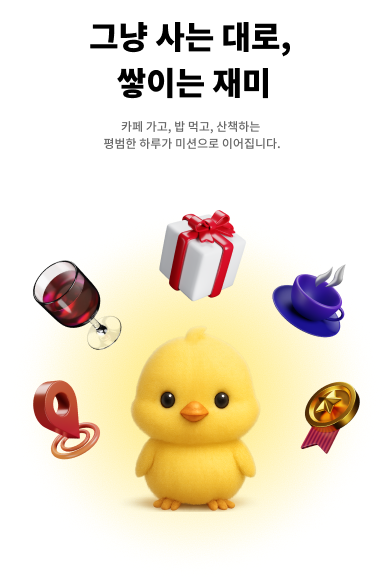 그냥 사는 대로,
쌓이는 재미
카페 가고, 밥 먹고, 산책하는
평범한 하루가 미션으로 이어집니다.